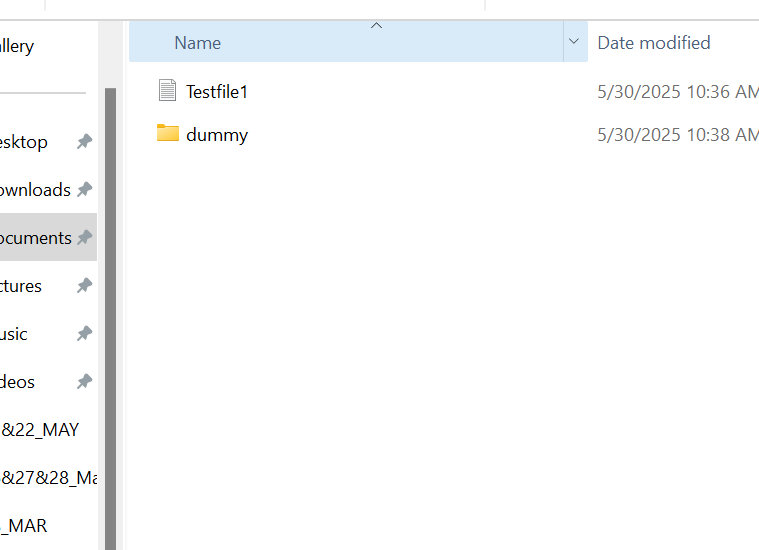 Name Date modified
Testfile1 5/30/2025 10:36 AM
dummy 5/30/2025 10:38 AM
allery
esktop
ownloads
ocuments
ctures
usic
deos
&22_MAY
&27&28_Ma
_MAR